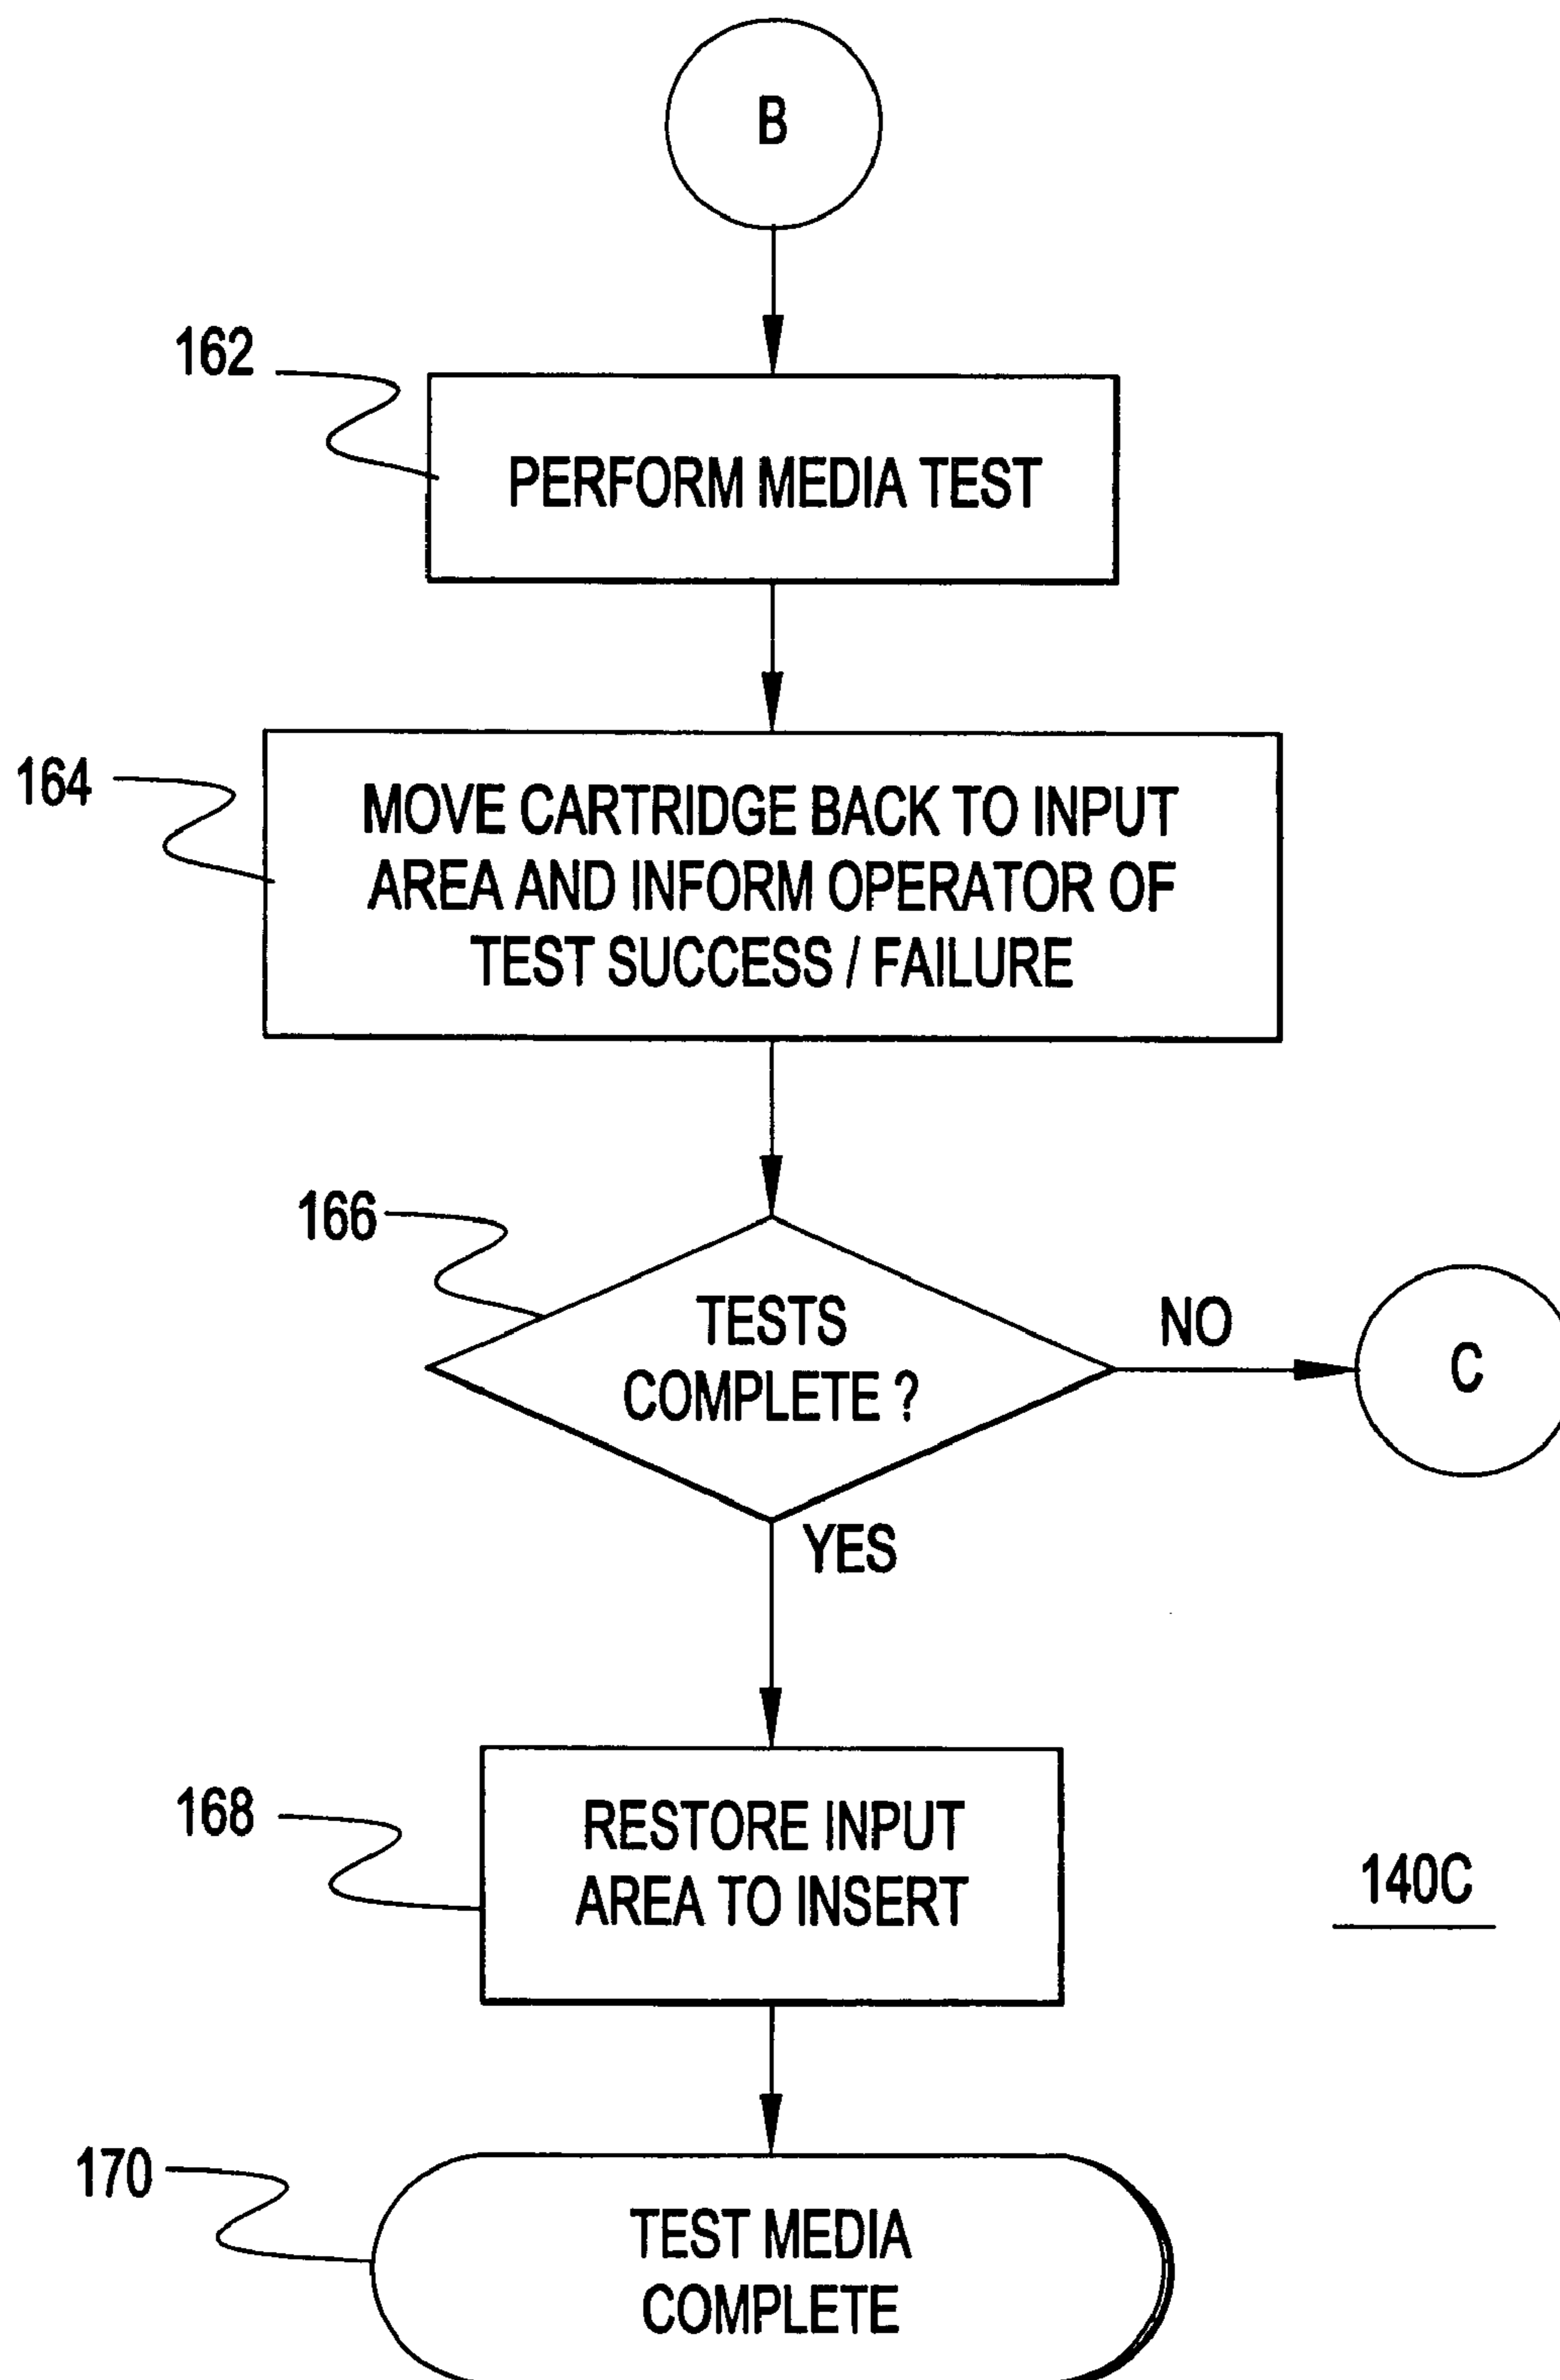 B
162
PERFORM MEDIA TEST
164
MOVE CARTRIDGE BACK TO INPUT
AREA AND INFORM OPERATOR OF
TEST SUCCESS / FAILURE
166
TESTS
COMPLETE ?
NO
C
YES
168
RESTORE INPUT
AREA TO INSERT
140C
170
TEST MEDIA
COMPLETE